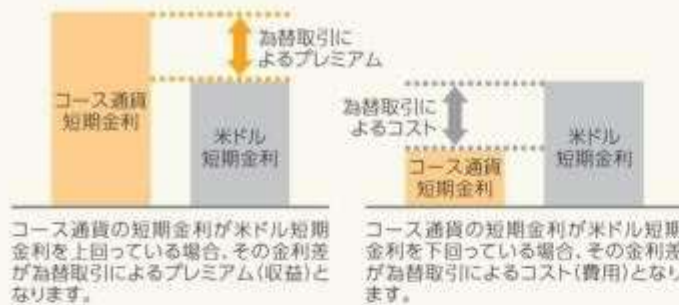 為替取引に
よるプレミアム
コース通貨
短期金利
米ドル
短期金利
コース通貨の短期金利が米ドル短期
金利を上回っている場合、その金利差
が為替取引によるプレミアム(収益)と
なります。
為替取引に
よるコスト
コース通貨
短期金利
米ドル
短期金利
コース通貨の短期金利が米ドル短期
金利を下回っている場合、その金利差
が為替取引によるコスト(費用)となり
ます。